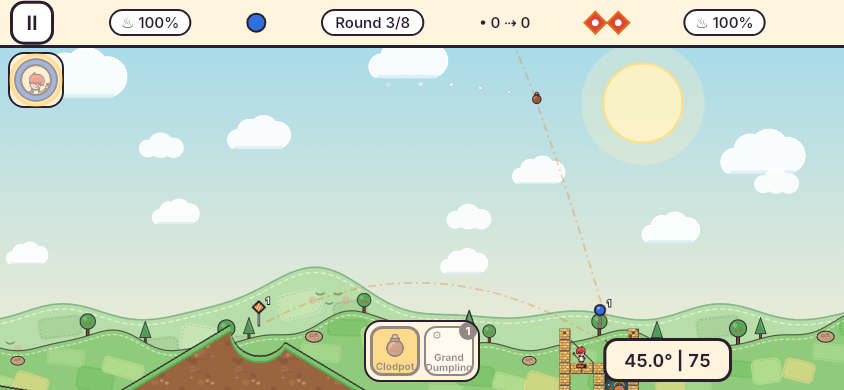 ♨ 100%
Round 3/8
• 0 ⇢ 0
♨ 100%
1
1
1
Clodpot
Grand
Dumpling
45.0° | 75